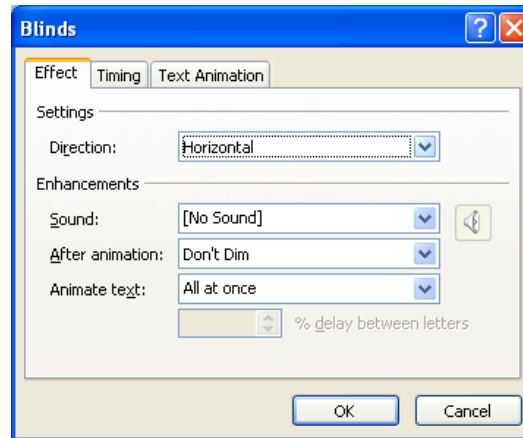 Blinds
Effect Timing Text Animation
Settings
Direction: Horizontal
Enhancements
Sound: [No Sound]
After animation: Don't Dim
Animate text: All at once
% delay between letters
OK Cancel